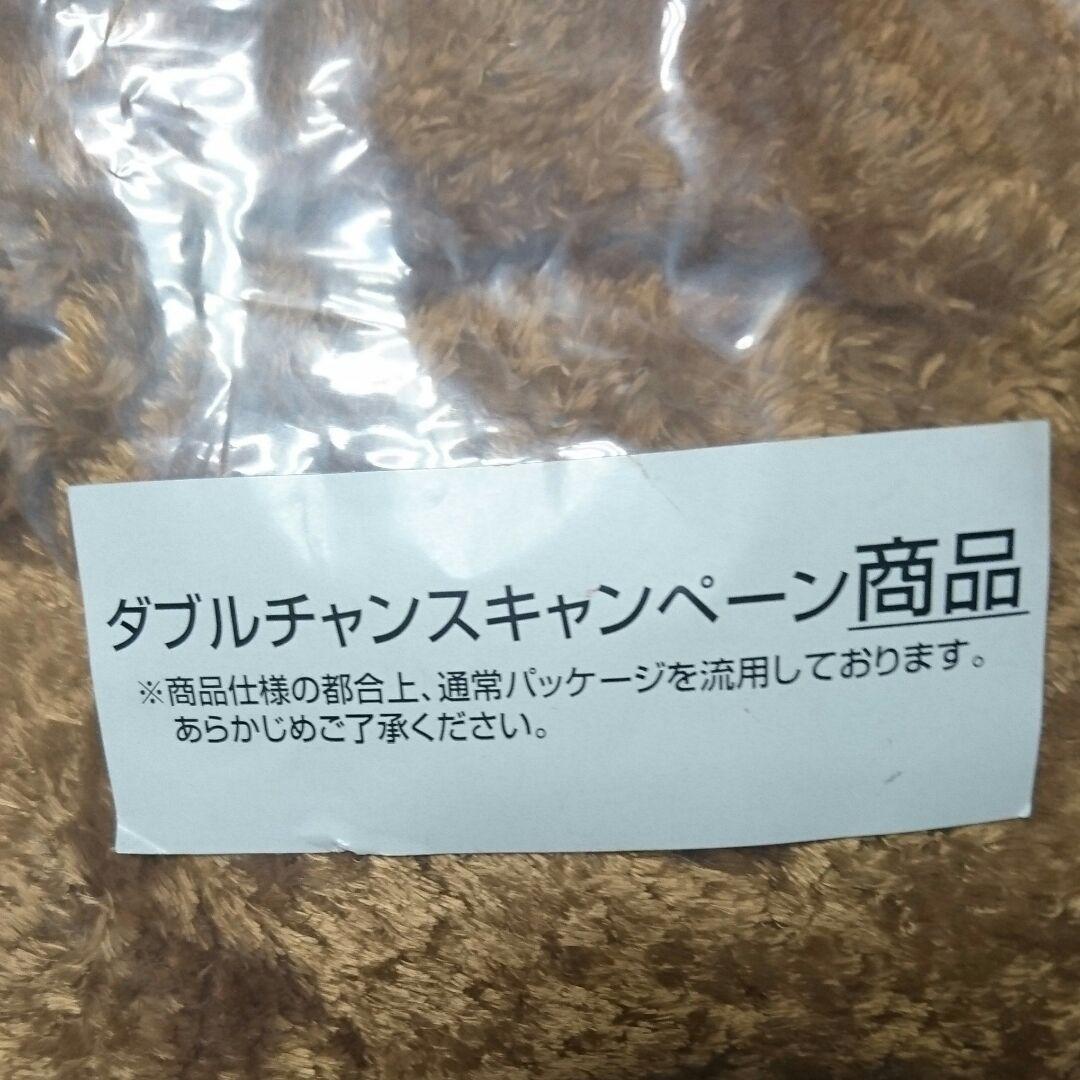 ダブルチャンスキャンペーン商品
※商品仕様の都合上、通常パッケージを流用しております。
あらかじめご了承ください。